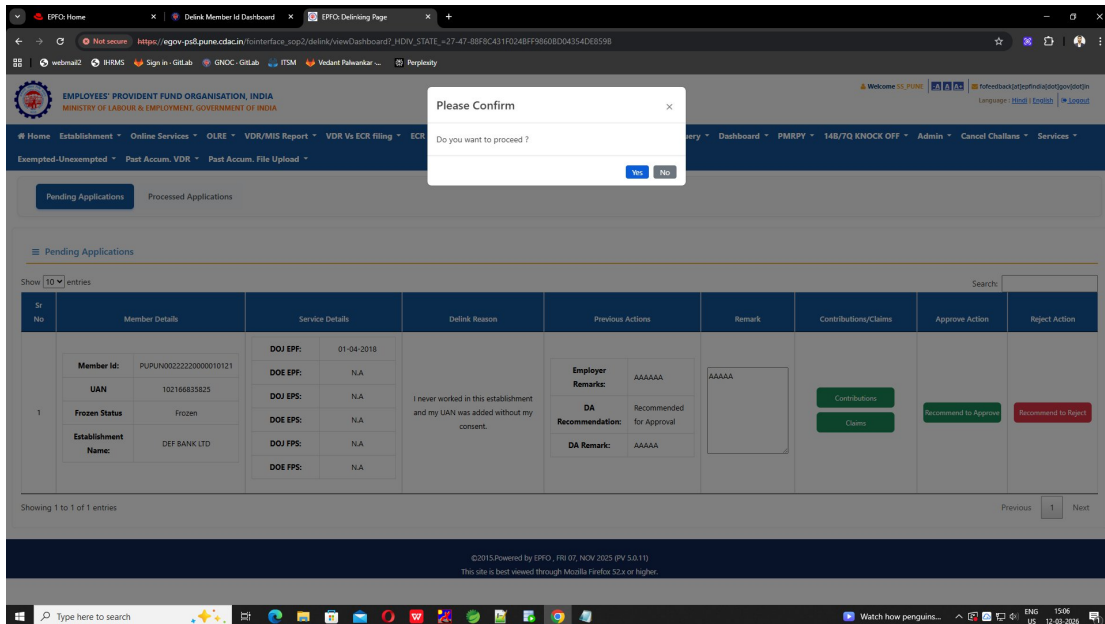 EPFO: Home
Delink Member Id Dashboard
EPFO: Delinking Page
Not secure https://egov-ps8.pune.cdac.in/fointerface_sop2/delink/viewDashboard?_HDIV_STATE_=27-47-88F8C431F024BFF9860BD04354DE859B
webmail2 IHRMS Sign in · GitLab GNOC · GitLab ITSM Vedant Palwankar -... Perplexity
EMPLOYEES' PROVIDENT FUND ORGANISATION, INDIA
MINISTRY OF LABOUR & EMPLOYMENT, GOVERNMENT OF INDIA
Welcome SS_PUNE A A A+ fofeedback[at]epfindia[dot]gov[dot]in
Language : Hindi | English Logout
Home Establishment Online Services OLRE VDR/MIS Report VDR Vs ECR filing ECR
ery Dashboard PMRPY 14B/7Q KNOCK OFF Admin Cancel Challans Services
Exempted-Unexempted Past Accum. VDR Past Accum. File Upload
Please Confirm ×
Do you want to proceed ?
Yes No
Pending Applications Processed Applications
Pending Applications
Show 10 entries
Search:
Sr No Member Details Service Details Delink Reason Previous Actions Remark Contributions/Claims Approve Action Reject Action
1
Member Id: PUPUN00222220000010121
UAN 102166835825
Frozen Status Frozen
Establishment Name: DEF BANK LTD
DOJ EPF: 01-04-2018
DOE EPF: N.A
DOJ EPS: N.A
DOE EPS: N.A
DOJ FPS: N.A
DOE FPS: N.A
I never worked in this establishment
and my UAN was added without my
consent.
Employer Remarks: AAAAAA
DA Recommendation: Recommended for Approval
DA Remark: AAAAA
AAAAA
Contributions
Claims
Recommend to Approve
Recommend to Reject
Showing 1 to 1 of 1 entries
Previous 1 Next
©2015.Powered by EPFO , FRI 07, NOV 2025 (PV 5.0.11)
This site is best viewed through Mozilla Firefox 52.x or higher.
Type here to search
Watch how penguins...
ENG
US
15:06
12-03-2026